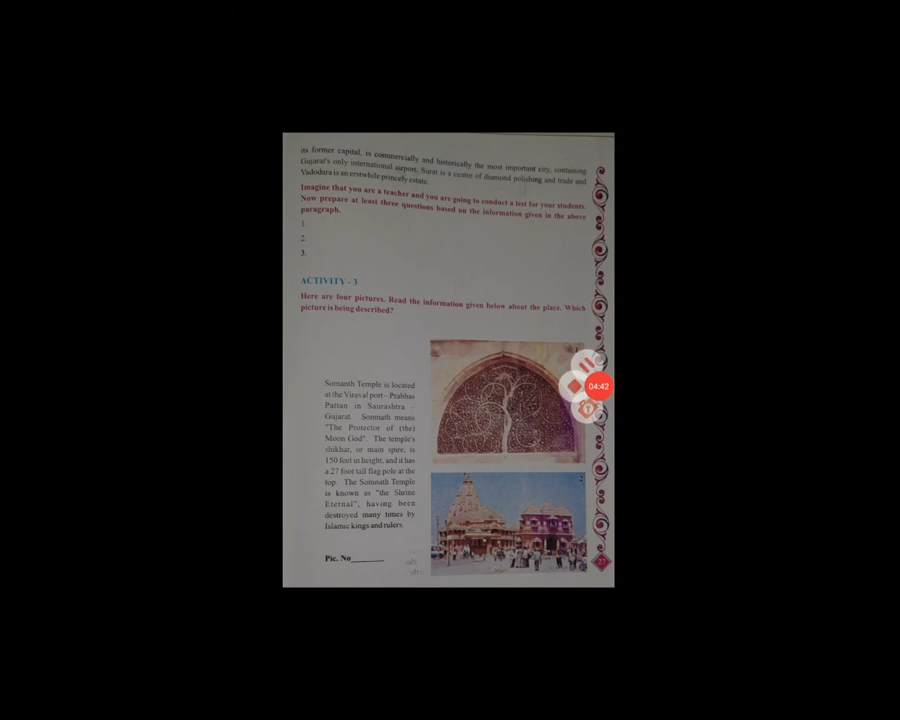 its former capital, is commercially and historically the most important city, containing
Gujarat's only international airport. Surat is a centre of diamond polishing and trade and
Vadodara is an erstwhile princely estate.
Imagine that you are a teacher and you are going to conduct a test for your students.
Now prepare at least three questions based on the information given in the above
paragraph.
1.
2.
3.
ACTIVITY - 3
Here are four pictures. Read the information given below about the place. Which
picture is being described?
Somanth Temple is located
at the Viraval port – Prabhas
Pattan in Saurashtra –
Gujarat. Somnath means
"The Protector of (the)
Moon God". The temple's
shikhar, or main spire, is
150 feet in height, and it has
a 27 foot tall flag pole at the
top. The Somnath Temple
is known as "the Shrine
Eternal", having been
destroyed many times by
Islamic kings and rulers.
Pic. No______
1
2
04:42
27